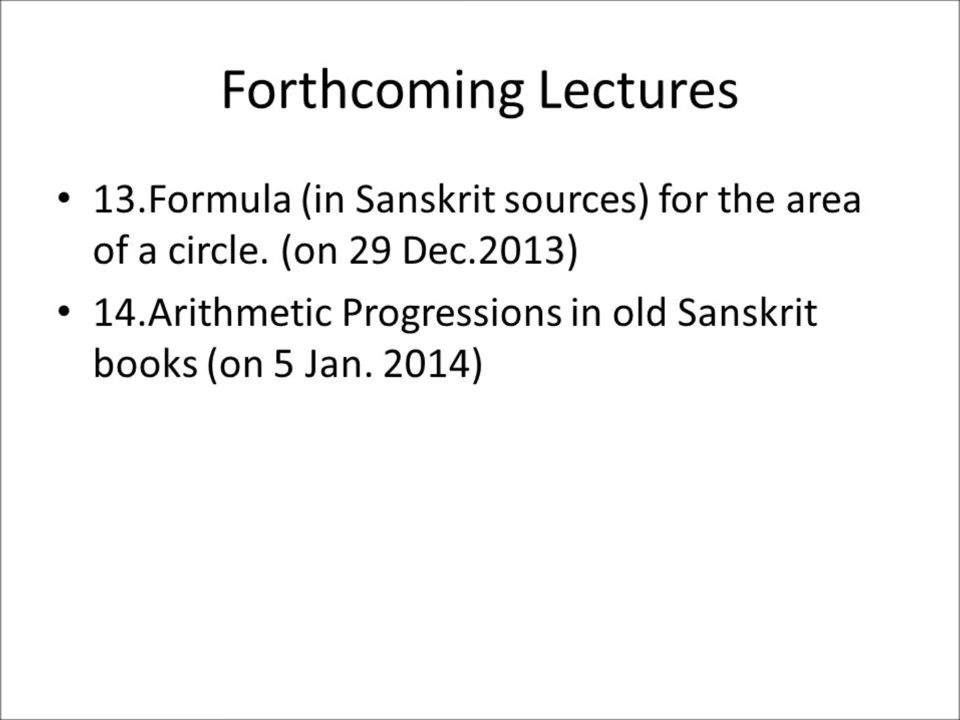 Forthcoming Lectures
• 13.Formula (in Sanskrit sources) for the area
of a circle. (on 29 Dec.2013)
• 14.Arithmetic Progressions in old Sanskrit
books (on 5 Jan. 2014)